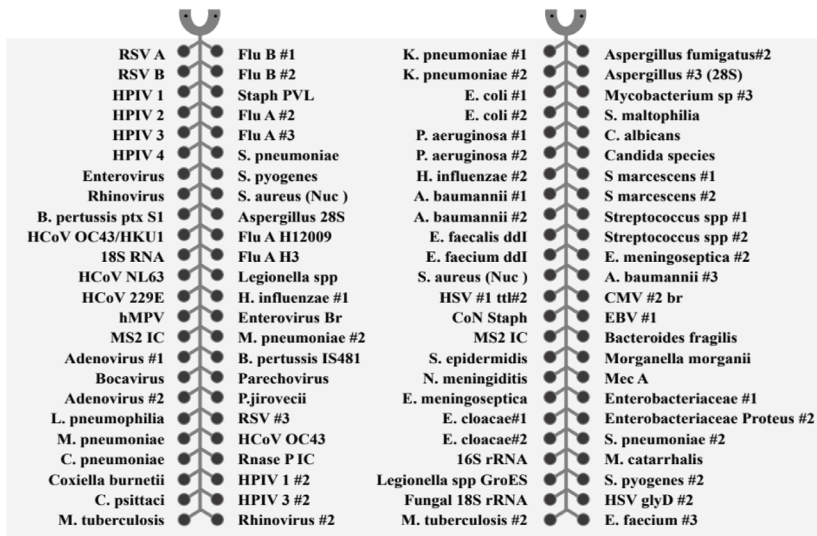 RSV A
RSV B
HPIV 1
HPIV 2
HPIV 3
HPIV 4
Enterovirus
Rhinovirus
B. pertussis ptx S1
HCoV OC43/HKU1
18S RNA
HCoV NL63
HCoV 229E
hMPV
MS2 IC
Adenovirus #1
Bocavirus
Adenovirus #2
L. pneumophilia
M. pneumoniae
C. pneumoniae
Coxiella burnetii
C. psittaci
M. tuberculosis
Flu B #1
Flu B #2
Staph PVL
Flu A #2
Flu A #3
S. pneumoniae
S. pyogenes
S. aureus (Nuc )
Aspergillus 28S
Flu A H12009
Flu A H3
Legionella spp
H. influenzae #1
Enterovirus Br
M. pneumoniae #2
B. pertussis IS481
Parechovirus
P.jirovecii
RSV #3
HCoV OC43
Rnase P IC
HPIV 1 #2
HPIV 3 #2
Rhinovirus #2
K. pneumoniae #1
K. pneumoniae #2
E. coli #1
E. coli #2
P. aeruginosa #1
P. aeruginosa #2
H. influenzae #2
A. baumannii #1
A. baumannii #2
E. faecalis ddI
E. faecium ddI
S. aureus (Nuc )
HSV #1 ttl#2
CoN Staph
MS2 IC
S. epidermidis
N. meningiditis
E. meningoseptica
E. cloacae#1
E. cloacae#2
16S rRNA
Legionella spp GroES
Fungal 18S rRNA
M. tuberculosis #2
Aspergillus fumigatus#2
Aspergillus #3 (28S)
Mycobacterium sp #3
S. maltophilia
C. albicans
Candida species
S marcescens #1
S marcescens #2
Streptococcus spp #1
Streptococcus spp #2
E. meningoseptica #2
A. baumannii #3
CMV #2 br
EBV #1
Bacteroides fragilis
Morganella morganii
Mec A
Enterobacteriaceae #1
Enterobacteriaceae Proteus #2
S. pneumoniae #2
M. catarrhalis
S. pyogenes #2
HSV glyD #2
E. faecium #3